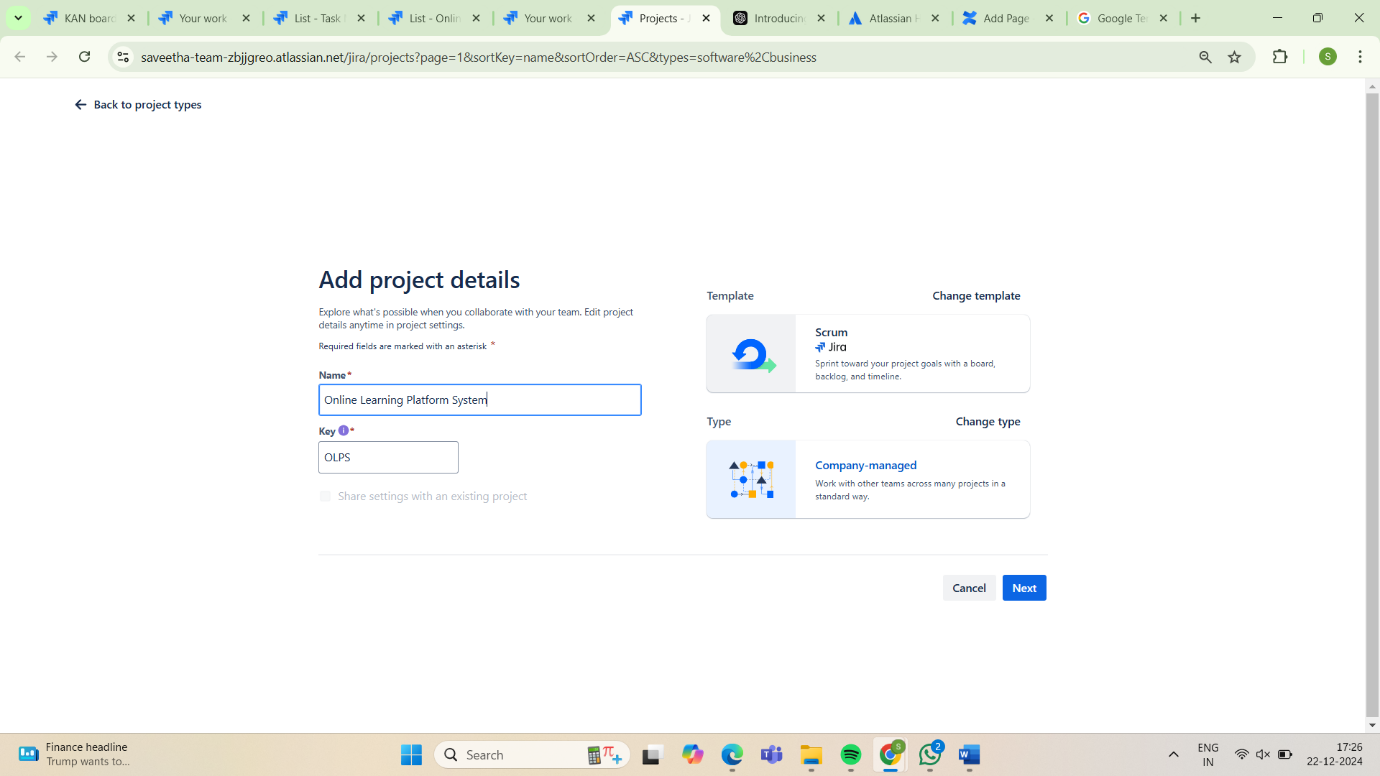 KAN board
Your work
List - Task
List - Onlin
Your work
Projects - J
Introducin
Atlassian H
Add Page
Google Te
saveetha-team-zbjjgreo.atlassian.net/jira/projects?page=1&sortKey=name&sortOrder=ASC&types=software%2Cbusiness
S
Back to project types
Add project details
Explore what's possible when you collaborate with your team. Edit project
details anytime in project settings.
Required fields are marked with an asterisk *
Name*
Online Learning Platform System
Key *
OLPS
Share settings with an existing project
Template
Change template
Scrum
Jira
Sprint toward your project goals with a board,
backlog, and timeline.
Type
Change type
Company-managed
Work with other teams across many projects in a
standard way.
Cancel
Next
Finance headline
Trump wants to...
Search
2
ENG
IN
17:26
22-12-2024